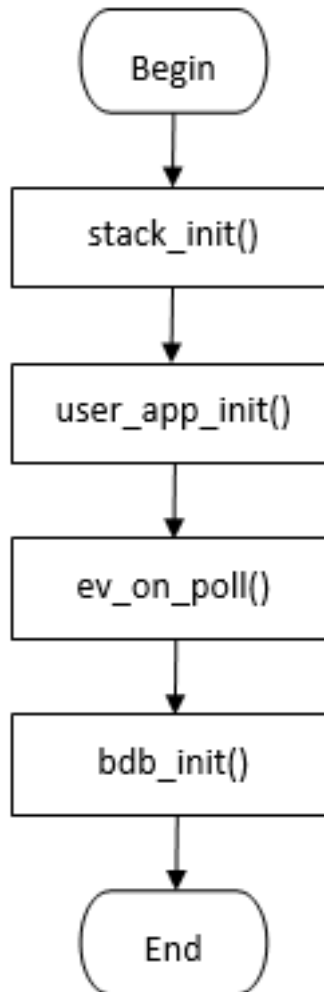 Begin
stack_init()
user_app_init()
ev_on_poll()
bdb_init()
End